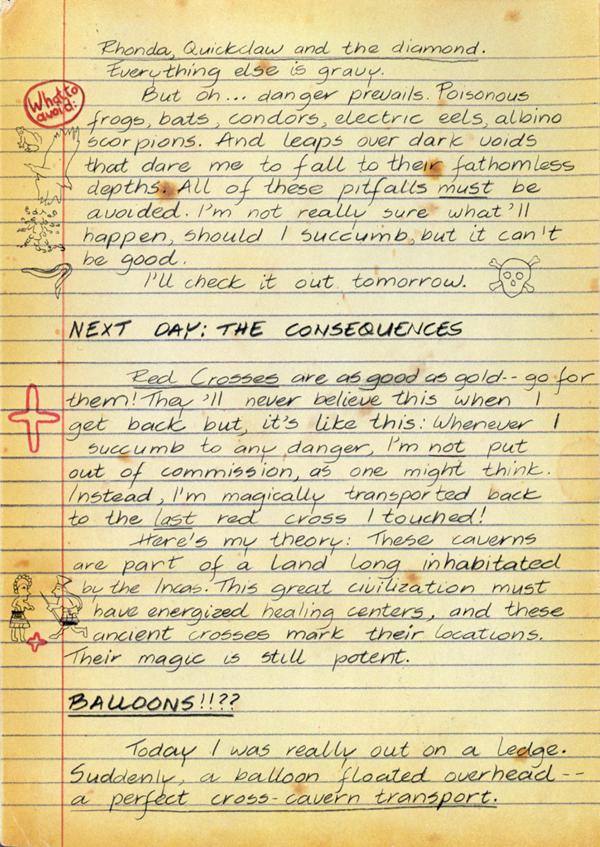 Rhonda, Quickclaw and the diamond.
Everything else is gravy.
What to
avoid:
But oh... danger prevails. Poisonous
frogs, bats, condors, electric eels, albino
scorpions. And leaps over dark voids
that dare me to fall to their fathomless
depths. All of these pitfalls must be
avoided. I'm not really sure what'll
happen, should I succumb, but it can't
be good.
I'll check it out tomorrow.
NEXT DAY: THE CONSEQUENCES
Red Crosses are as good as gold-- go for
them! They'll never believe this when I
get back but, it's like this: Whenever I
succumb to any danger, I'm not put
out of commission, as one might think.
Instead, I'm magically transported back
to the last red cross I touched!
Here's my theory: These caverns
are part of a land long inhabitated
by the Incas. This great civilization must
have energized healing centers, and these
ancient crosses mark their locations.
Their magic is still potent.
BALLOONS!!??
Today I was really out on a ledge.
Suddenly, a balloon floated overhead--
a perfect cross-cavern transport.